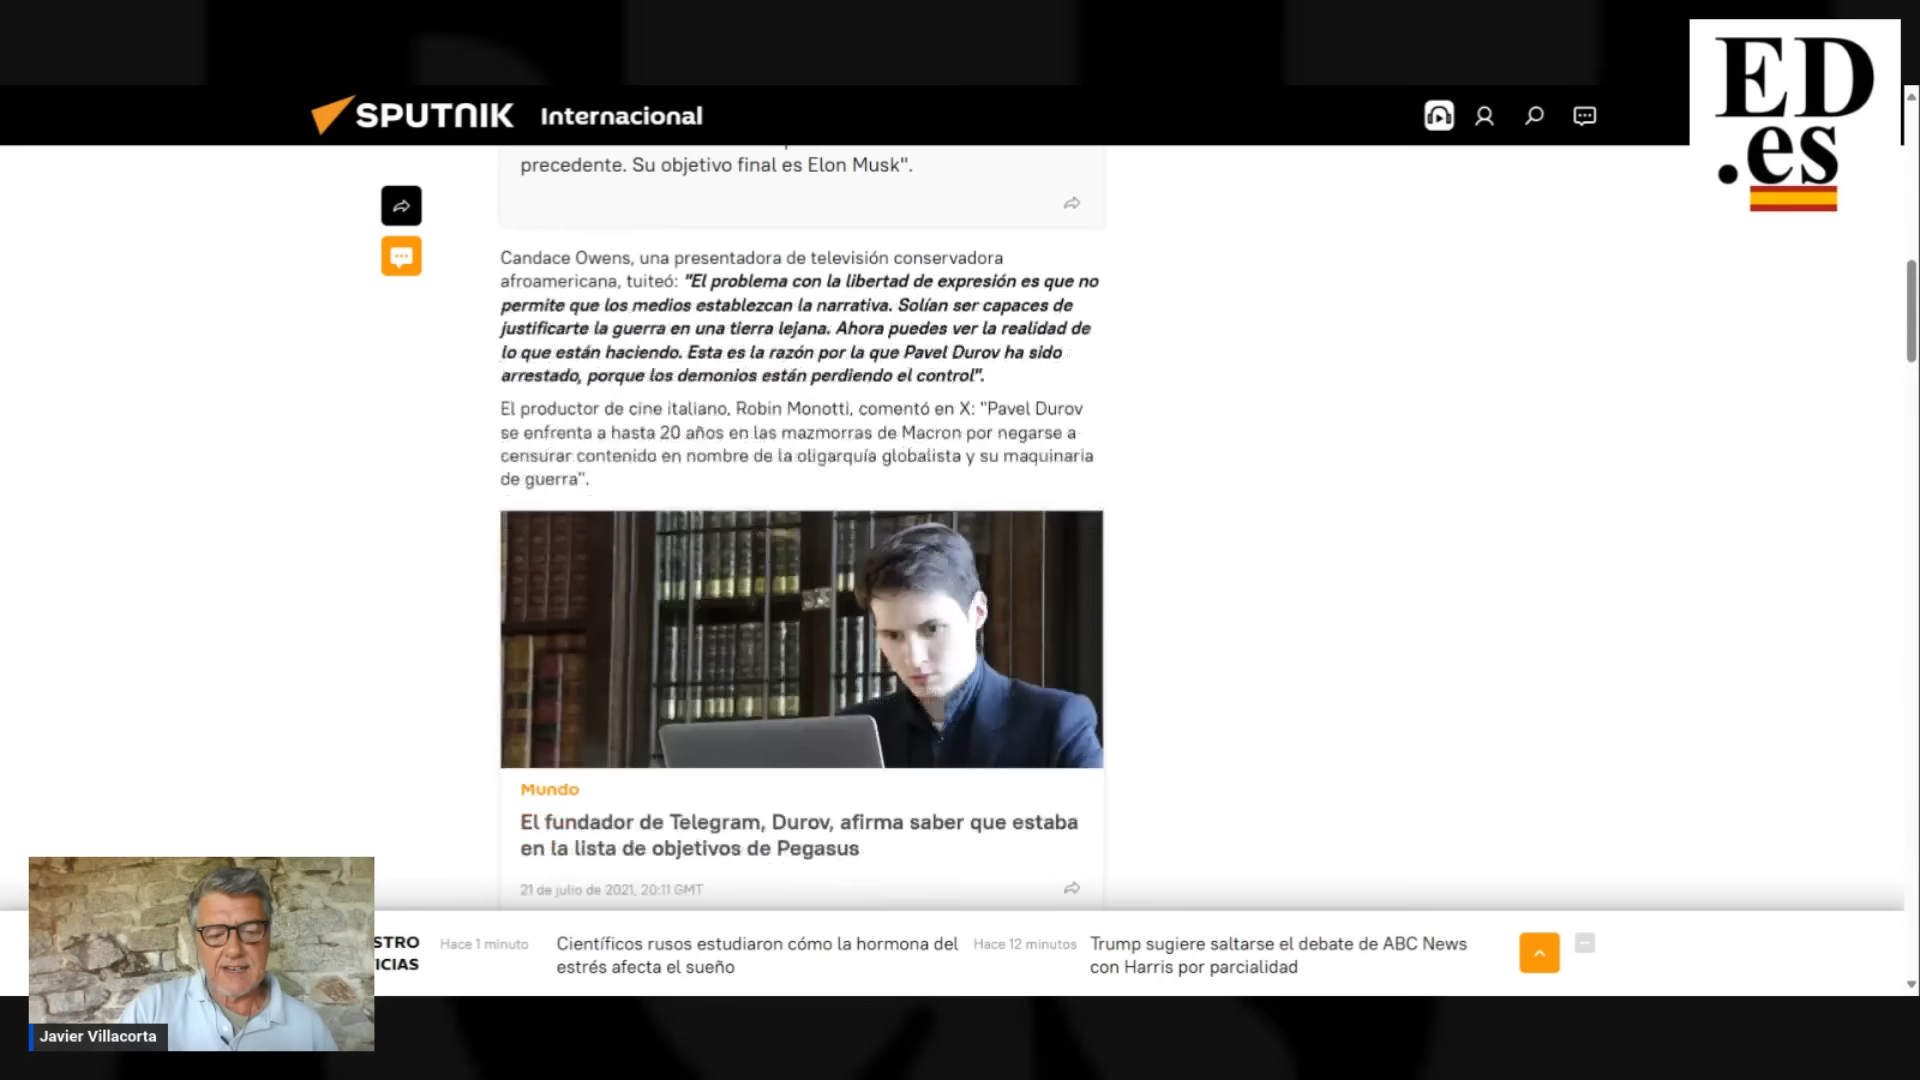 SPUTNIK Internacional
ED
.es
precedente. Su objetivo final es Elon Musk".
Candace Owens, una presentadora de televisión conservadora
afroamericana, tuiteó: "El problema con la libertad de expresión es que no
permite que los medios establezcan la narrativa. Solían ser capaces de
justificarte la guerra en una tierra lejana. Ahora puedes ver la realidad de
lo que están haciendo. Esta es la razón por la que Pavel Durov ha sido
arrestado, porque los demonios están perdiendo el control".
El productor de cine italiano, Robin Monotti, comentó en X: "Pavel Durov
se enfrenta a hasta 20 años en las mazmorras de Macron por negarse a
censurar contenido en nombre de la oligarquía globalista y su maquinaria
de guerra".
Mundo
El fundador de Telegram, Durov, afirma saber que estaba
en la lista de objetivos de Pegasus
21 de julio de 2021, 20:11 GMT
STRO
ICIAS
Hace 1 minuto
Científicos rusos estudiaron cómo la hormona del
estrés afecta el sueño
Hace 12 minutos
Trump sugiere saltarse el debate de ABC News
con Harris por parcialidad
Javier Villacorta